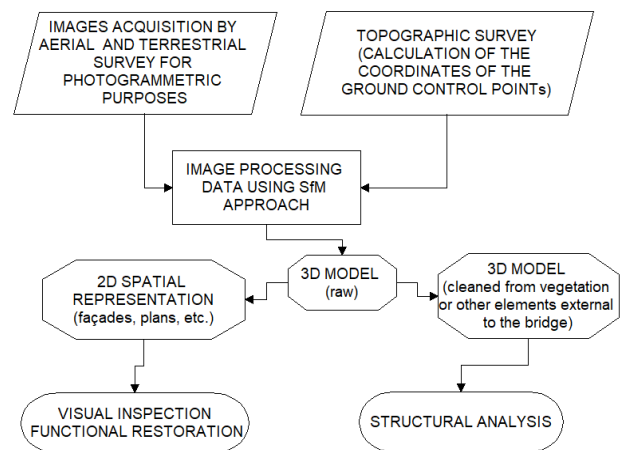 IMAGES ACQUISITION BY
AERIAL AND TERRESTRIAL
SURVEY FOR
PHOTOGRAMMETRIC
PURPOSES
TOPOGRAPHIC SURVEY
(CALCULATION OF THE
COORDINATES OF THE
GROUND CONTROL POINTs)
IMAGE PROCESSING
DATA USING SfM
APPROACH
2D SPATIAL
REPRESENTATION
(façades, plans, etc.)
3D MODEL
(raw)
3D MODEL
(cleaned from vegetation
or other elements external
to the bridge)
VISUAL INSPECTION
FUNCTIONAL RESTORATION
STRUCTURAL ANALYSIS